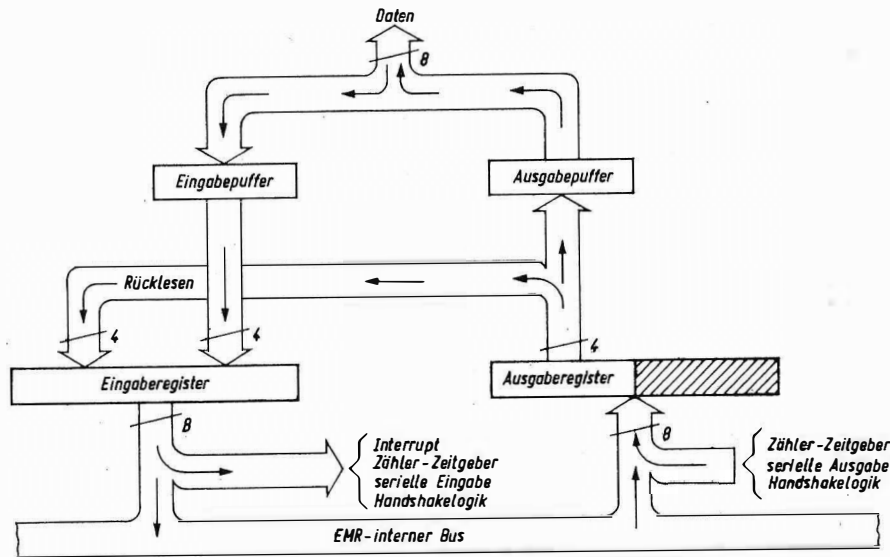 Daten
8
Eingabepuffer
Ausgabepuffer
Rücklesen
4
4
4
Eingaberegister
Ausgaberegister
8
8
Interrupt
Zähler-Zeitgeber
serielle Eingabe
Handshakelogik
Zähler-Zeitgeber
serielle Ausgabe
Handshakelogik
EMR-interner Bus